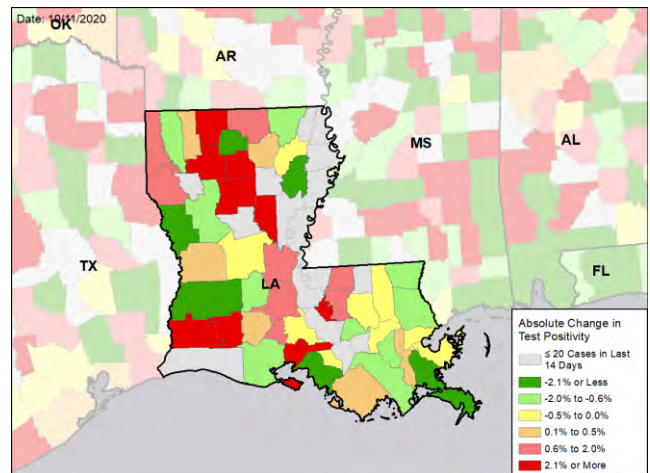 Date: 10/11/2020
OK
AR
MS
AL
TX
LA
FL
Absolute Change in
Test Positivity
≤ 20 Cases in Last
14 Days
-2.1% or Less
-2.0% to -0.6%
-0.5% to 0.0%
0.1% to 0.5%
0.6% to 2.0%
2.1% or More